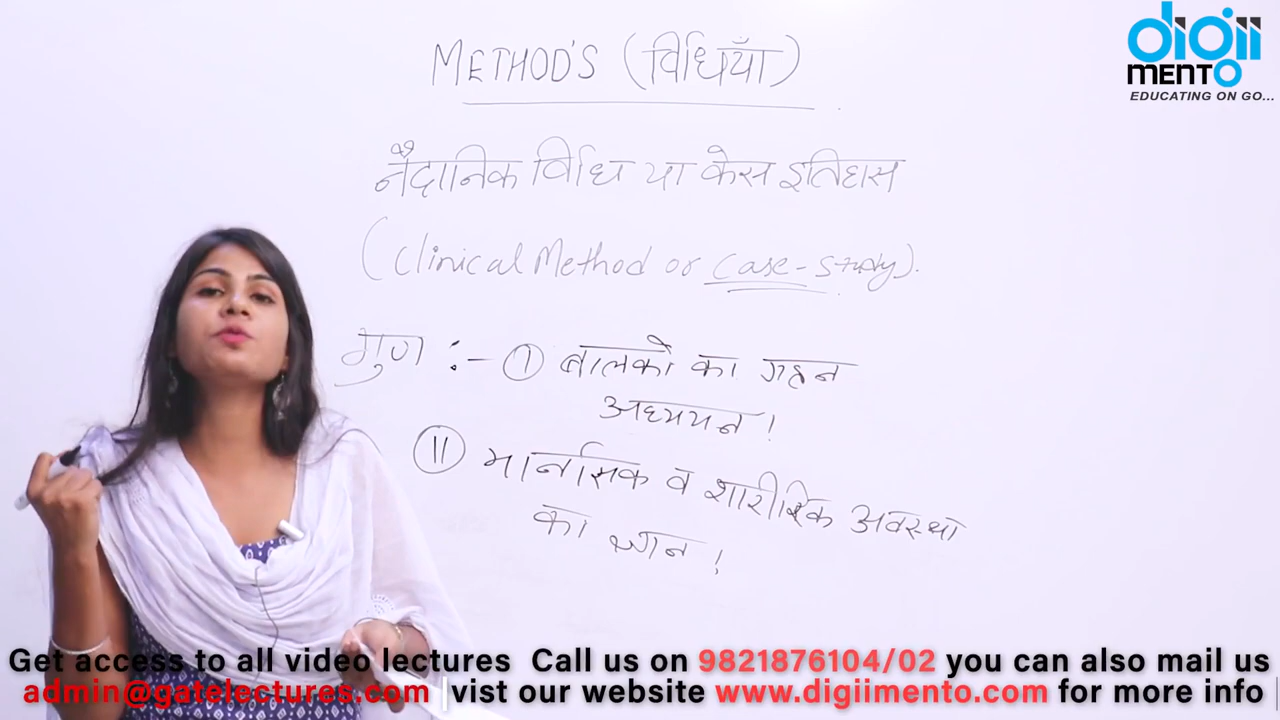 METHOD'S (विधियाँ)
नैदानिक विधि या केस इतिहास
(Clinical Method or Case-study).
गुण :- ① बालको का गहन
अध्ययन !
॥ मानसिक व शारीरिक अवस्था
का ज्ञान !
digii
MENTO
EDUCATING ON GO...
Get access to all video lectures Call us on 9821876104/02 you can also mail us
admin@gatelectures.com |vist our website www.digiimento.com for more info |